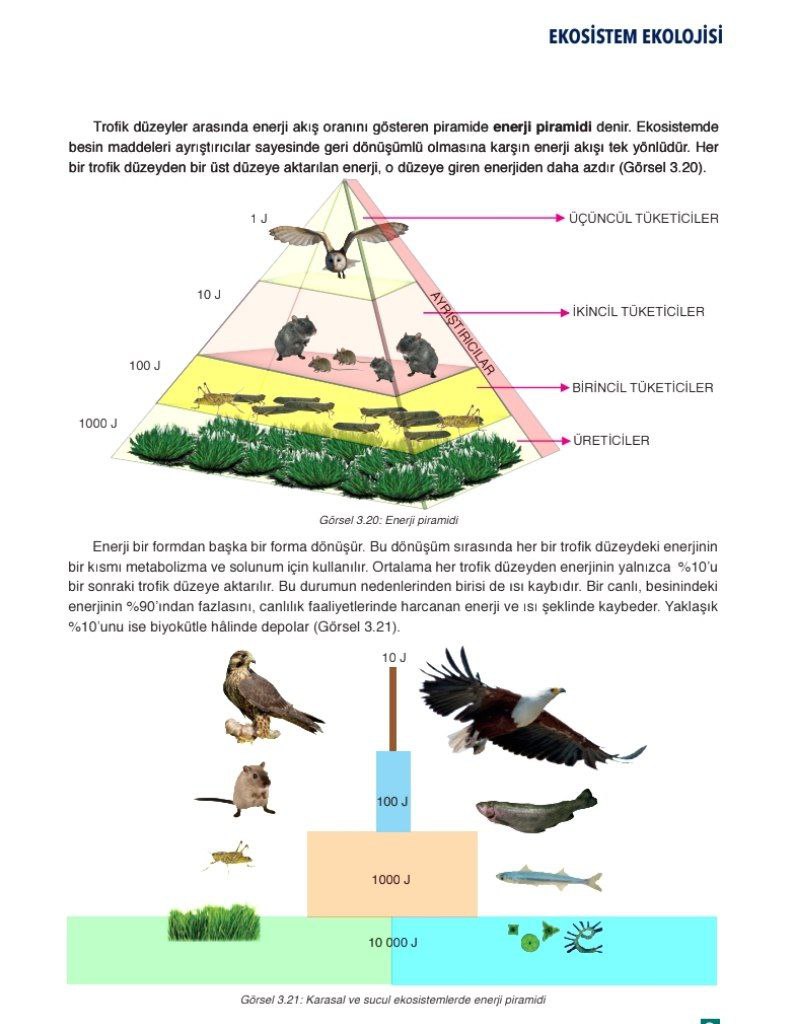 EKOSİSTEM EKOLOJİSİ
Trofik düzeyler arasında enerji akış oranını gösteren piramide enerji piramidi denir. Ekosistemde
besin maddeleri ayrıştırıcılar sayesinde geri dönüşümlü olmasına karşın enerji akışı tek yönlüdür. Her
bir trofik düzeyden bir üst düzeye aktarılan enerji, o düzeye giren enerjiden daha azdır (Görsel 3.20).
1 J
ÜÇÜNCÜL TÜKETİCİLER
10 J
AYRIŞTIRICILAR
İKİNCİL TÜKETİCİLER
100 J
BİRİNCİL TÜKETİCİLER
1000 J
ÜRETİCİLER
Görsel 3.20: Enerji piramidi
Enerji bir formdan başka bir forma dönüşür. Bu dönüşüm sırasında her bir trofik düzeydeki enerjinin
bir kısmı metabolizma ve solunum için kullanılır. Ortalama her trofik düzeyden enerjinin yalnızca %10'u
bir sonraki trofik düzeye aktarılır. Bu durumun nedenlerinden birisi de ısı kaybıdır. Bir canlı, besinindeki
enerjinin %90'ından fazlasını, canlılık faaliyetlerinde harcanan enerji ve ısı şeklinde kaybeder. Yaklaşık
%10'unu ise biyokütle hâlinde depolar (Görsel 3.21).
10 J
100 J
1000 J
10 000 J
Görsel 3.21: Karasal ve sucul ekosistemlerde enerji piramidi